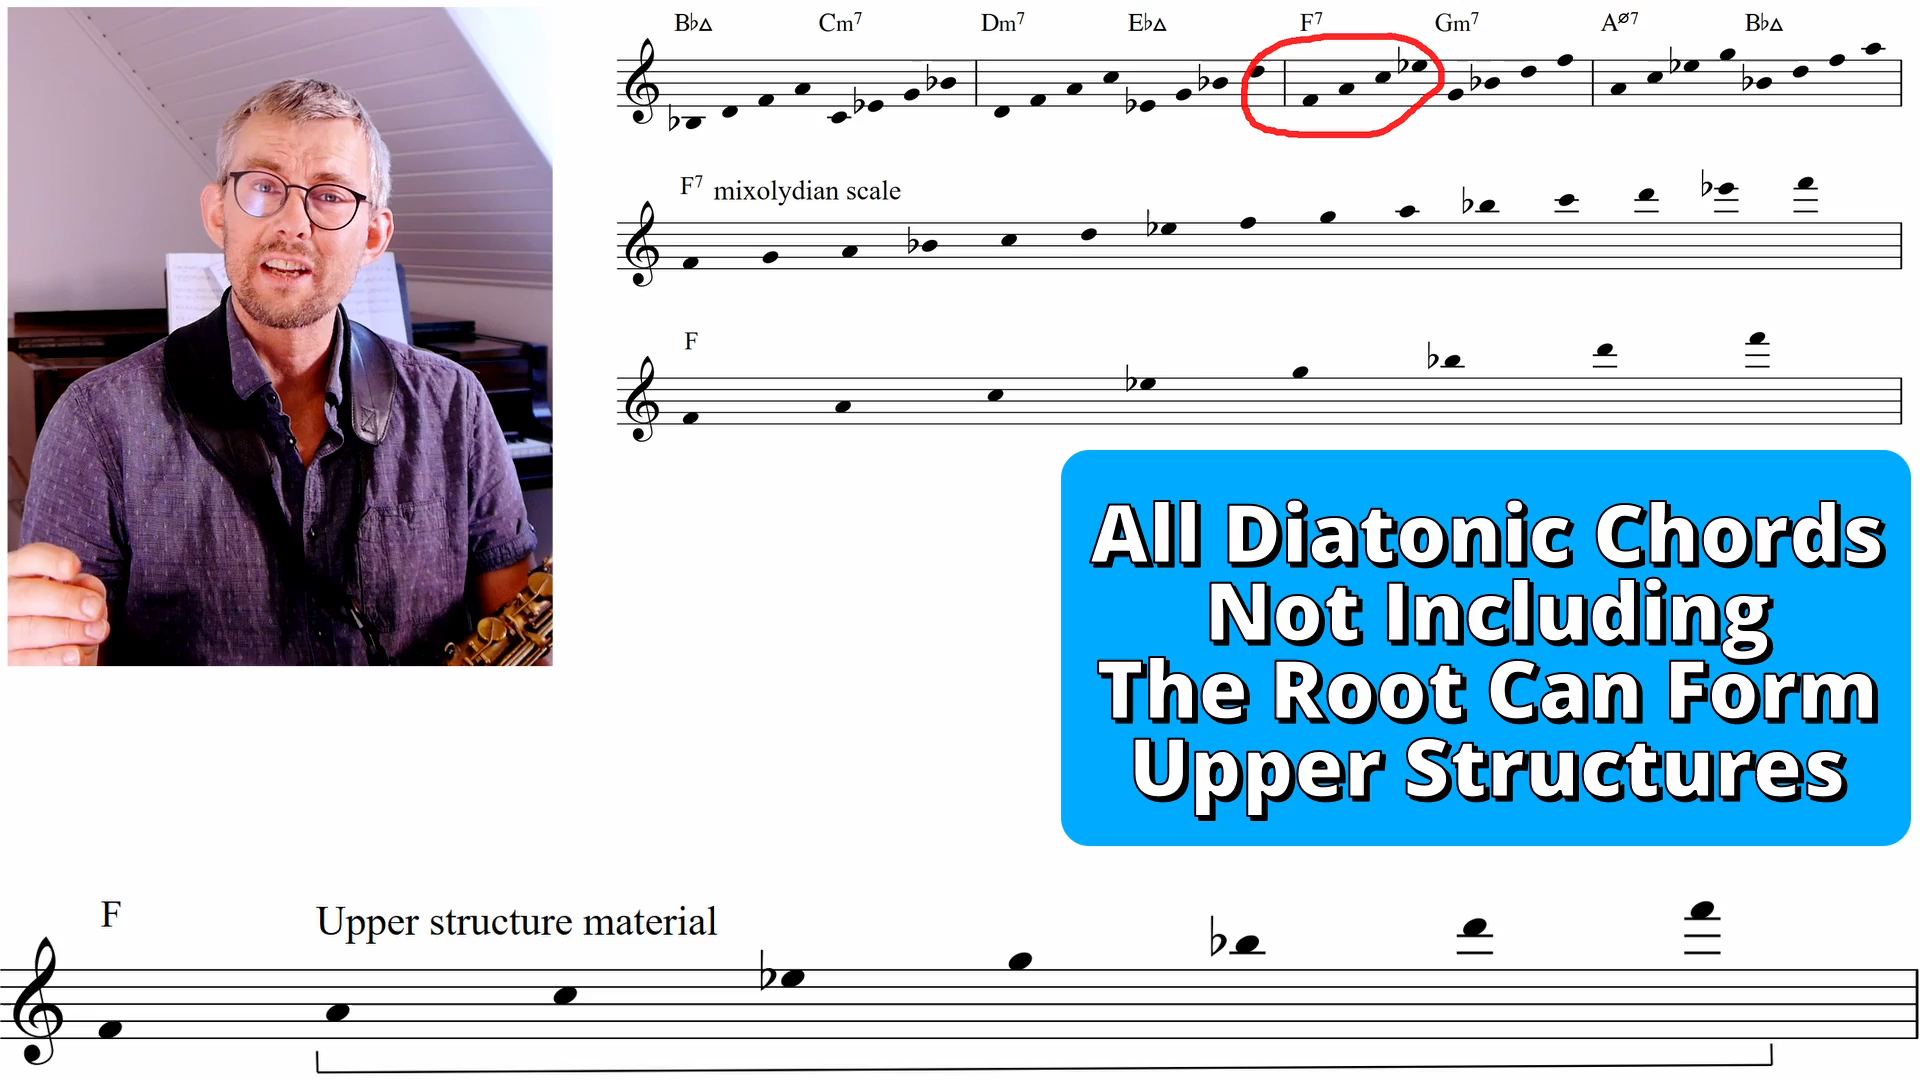 B♭△ Cm7 Dm7 E♭△ F7 Gm7 Aø7 B♭△
F7 mixolydian scale
F
All Diatonic Chords
Not Including
The Root Can Form
Upper Structures
F Upper structure material